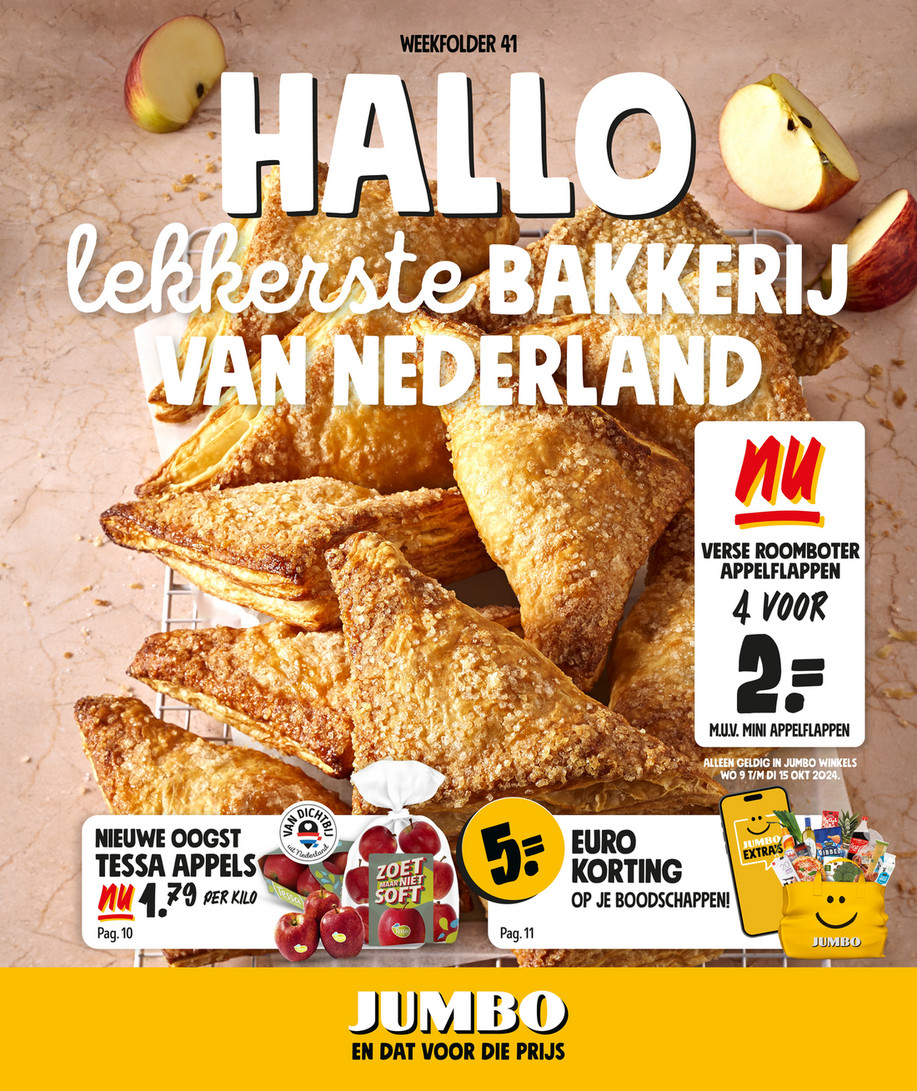 WEEKFOLDER 41
HALLO
lekkerste BAKKERIJ
VAN NEDERLAND
nu
VERSE ROOMBOTER
APPELFLAPPEN
4 VOOR
2.=
M.U.V. MINI APPELFLAPPEN
ALLEEN GELDIG IN JUMBO WINKELS
WO 9 T/M DI 15 OKT 2024.
NIEUWE OOGST
TESSA APPELS
nu 1.79 PER KILO
Pag. 10
VAN DICHTBIJ
uit Nederland
ZOET
MAAR NIET
SOFT
5.=
EURO
KORTING
OP JE BOODSCHAPPEN!
Pag. 11
JUMBO
EXTRA'S
JUMBO
JUMBO
EN DAT VOOR DIE PRIJS